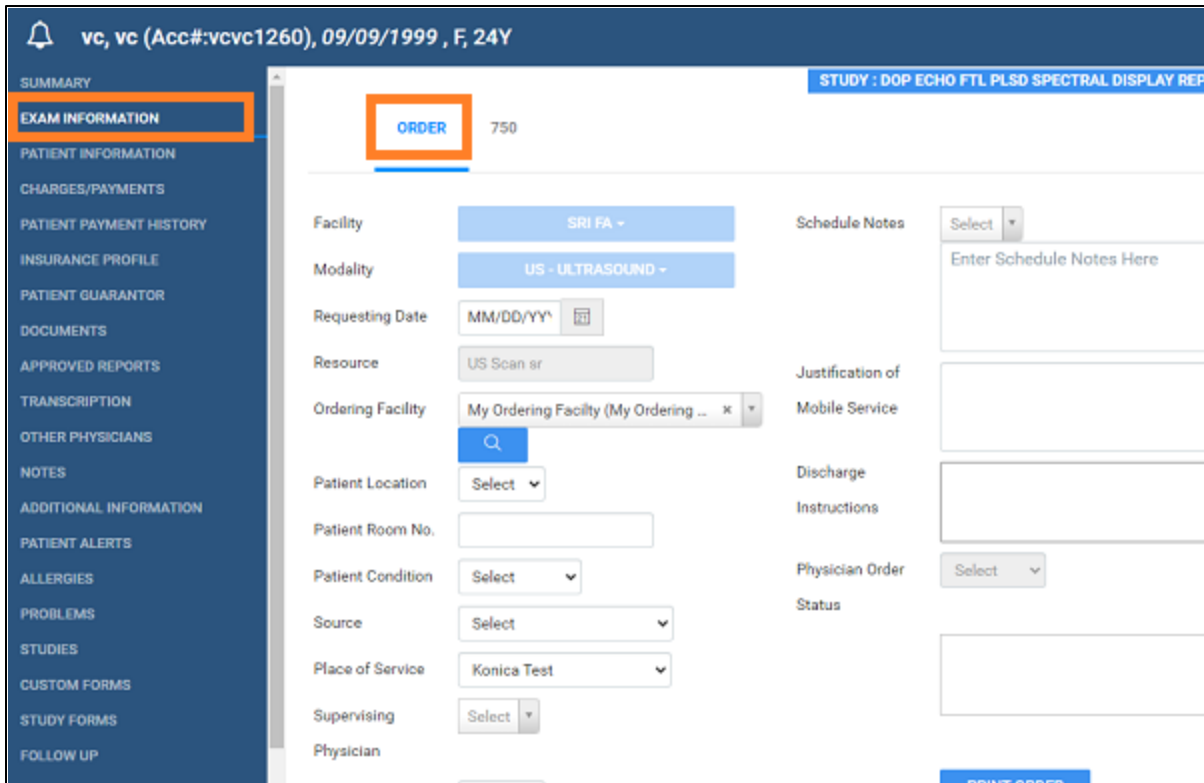 vc, vc (Acc#:vcvc1260), 09/09/1999 , F, 24Y
SUMMARY
EXAM INFORMATION
PATIENT INFORMATION
CHARGES/PAYMENTS
PATIENT PAYMENT HISTORY
INSURANCE PROFILE
PATIENT GUARANTOR
DOCUMENTS
APPROVED REPORTS
TRANSCRIPTION
OTHER PHYSICIANS
NOTES
ADDITIONAL INFORMATION
PATIENT ALERTS
ALLERGIES
PROBLEMS
STUDIES
CUSTOM FORMS
STUDY FORMS
FOLLOW UP
STUDY : DOP ECHO FTL PLSD SPECTRAL DISPLAY REP
ORDER 750
Facility SRI FA
Modality US - ULTRASOUND
Requesting Date MM/DD/YY
Resource US Scan sr
Ordering Facility My Ordering Facilty (My Ordering ...
Patient Location Select
Patient Room No.
Patient Condition Select
Source Select
Place of Service Konica Test
Supervising Select
Physician
Schedule Notes Select
Enter Schedule Notes Here
Justification of
Mobile Service
Discharge
Instructions
Physician Order Select
Status
PRINT ORDER